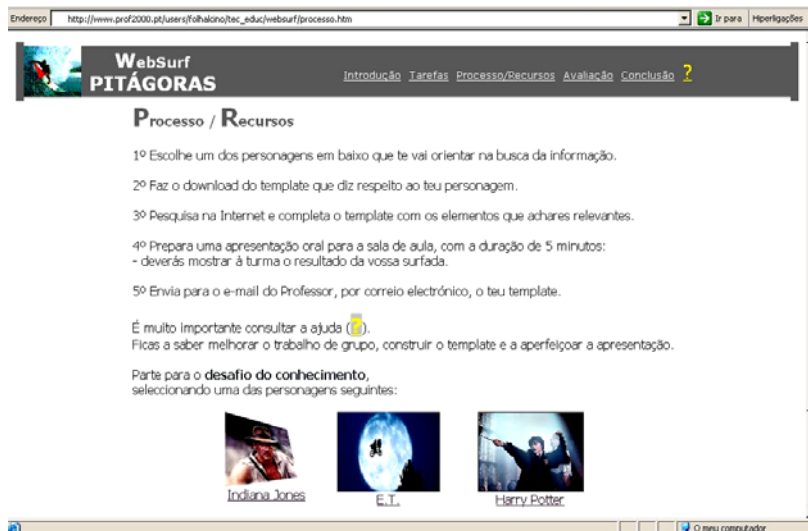 Endereço http://www.prof2000.pt/users/folhalcino/tec_educ/websurf/processo.htm Ir para Hiperligações
WebSurf
PITÁGORAS
Introdução Tarefas Processo/Recursos Avaliação Conclusão ?
Processo / Recursos
1º Escolhe um dos personagens em baixo que te vai orientar na busca da informação.
2º Faz o download do template que diz respeito ao teu personagem.
3º Pesquisa na Internet e completa o template com os elementos que achares relevantes.
4º Prepara uma apresentação oral para a sala de aula, com a duração de 5 minutos:
- deverás mostrar à turma o resultado da vossa surfada.
5º Envia para o e-mail do Professor, por correio electrónico, o teu template.
É muito importante consultar a ajuda (?).
Ficas a saber melhorar o trabalho de grupo, construir o template e a aperfeiçoar a apresentação.
Parte para o desafio do conhecimento,
seleccionando uma das personagens seguintes:
Indiana Jones E.T. Harry Potter
O meu computador